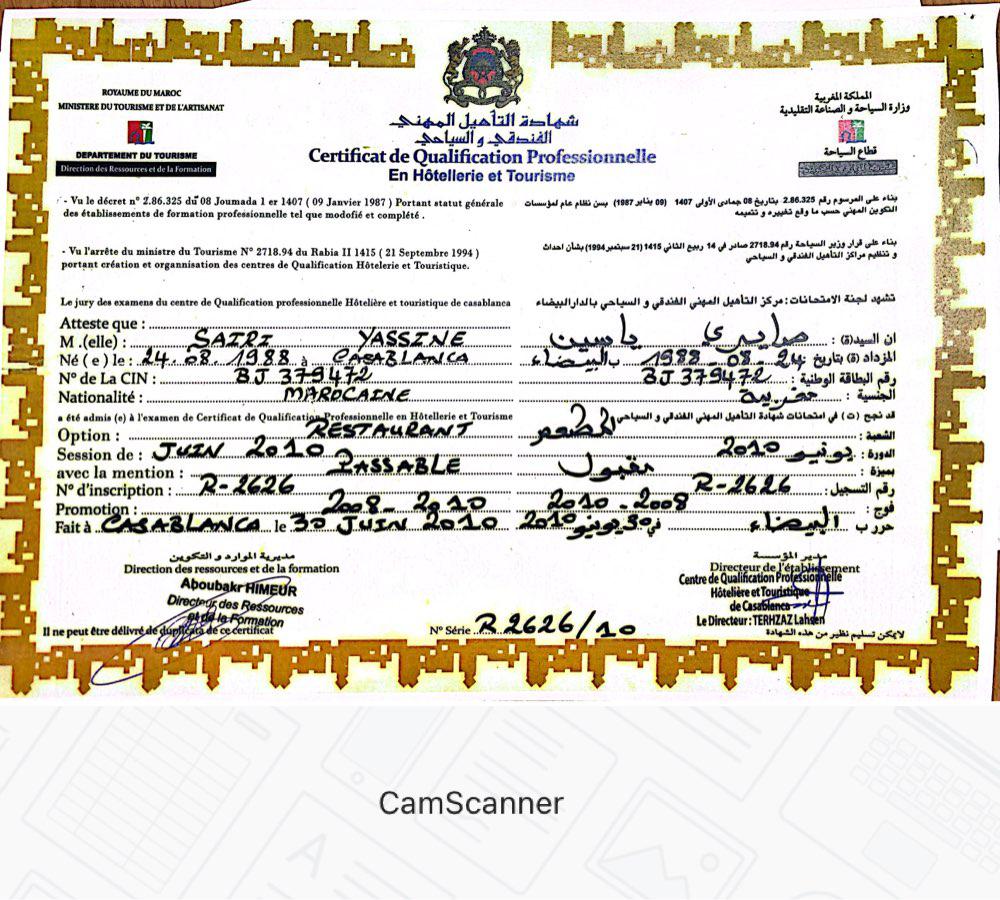 ROYAUME DU MAROC
MINISTERE DU TOURISME ET DE L'ARTISANAT
DEPARTEMENT DU TOURISME
Direction des Ressources et de la Formation
المملكة المغربية
وزارة السياحة و الصناعة التقليدية
قطاع السياحة
شهادة التأهيل المهني
الفندقي و السياحي
Certificat de Qualification Professionnelle
En Hôtellerie et Tourisme
- Vu le décret n° 2.86.325 du 08 Joumada 1 er 1407 ( 09 Janvier 1987 ) Portant statut générale
des établissements de formation professionnelle tel que modofié et complété .
بناء على المرسوم رقم 2.86.325 بتاريخ 08 جمادى الأولى 1407 (09 يناير 1987) بسن نظام عام لمؤسسات
التكوين المهني حسب ما وقع تغييره و تتميمه
- Vu l'arrête du ministre du Tourisme N° 2718.94 du Rabia II 1415 ( 21 Septembre 1994 )
portant création et organnisation des centres de Qualification Hôtelerie et Touristique.
بناء على قرار وزير السياحة رقم 2718.94 صادر في 14 ربيع الثاني 1415 (21 سبتمبر 1994) بشأن احداث
و تنظيم مراكز التأهيل الفندقي و السياحي
Le jury des examens du centre de Qualification professionnelle Hôtelière et touristique de casablanca
تشهد لجنة الامتحانات : مركز التأهيل المهني الفندقي و السياحي بالدارالبيضاء
Atteste que :
M .(elle) : SAIRI YASSINE
ان السيد(ة) : صايري ياسين
Né ( e ) le : 24.08.1988 à CASABLANCA
المزداد (ة) بتاريخ 24-08-1988 ب البيضاء
N° de La CIN : BJ 379472
رقم البطاقة الوطنية : BJ 379472
Nationalité : MAROCAINE
الجنسية : مغربية
a été admis (e) à l'examen de Certificat de Qualification Professionnelle en Hôtellerie et Tourisme
قد نجح (ت) في امتحانات شهادة التأهيل المهني الفندقي و السياحي
Option : RESTAURANT
الشعبة : المطعم
Session de : JUIN 2010
الدورة : يونيو 2010
avec la mention : PASSABLE
بميزة : مقبول
N° d'inscription : R-2626
رقم التسجيل : R-2626
Promotion : 2008-2010
فوج : 2008-2010
Fait à CASABLANCA le 30 JUIN 2010
حرر ب البيضاء في 30 يونيو 2010
مديرية الموارد و التكوين
Direction des ressources et de la formation
Aboubakr HIMEUR
Directeur des Ressources
et de la Formation
مدير المؤسسة
Directeur de l'établissement
Centre de Qualification Professionnelle
Hôtelière et Touristique
de Casablanca
Le Directeur : TERHZAZ Lahsen
Il ne peut être délivré de duplicata de ce certificat
N° Série R 2626/10
لايمكن تسليم نظير من هذه الشهادة
CamScanner